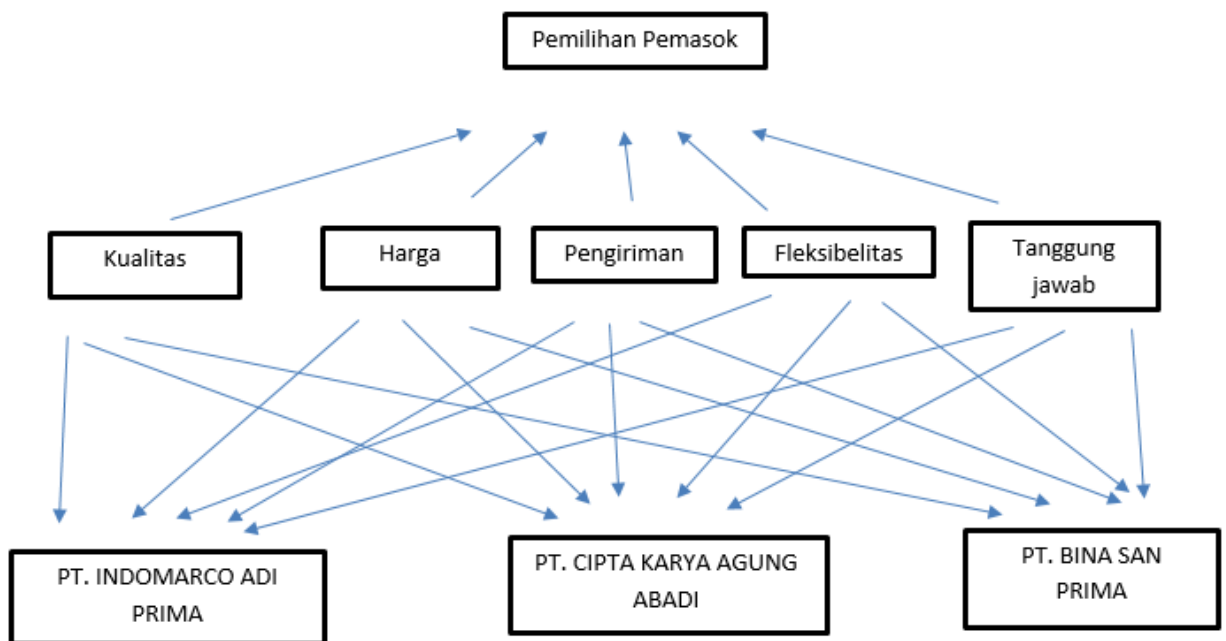 Pemilihan Pemasok
Kualitas
Harga
Pengiriman
Fleksibelitas
Tanggung
jawab
PT. INDOMARCO ADI
PRIMA
PT. CIPTA KARYA AGUNG
ABADI
PT. BINA SAN
PRIMA